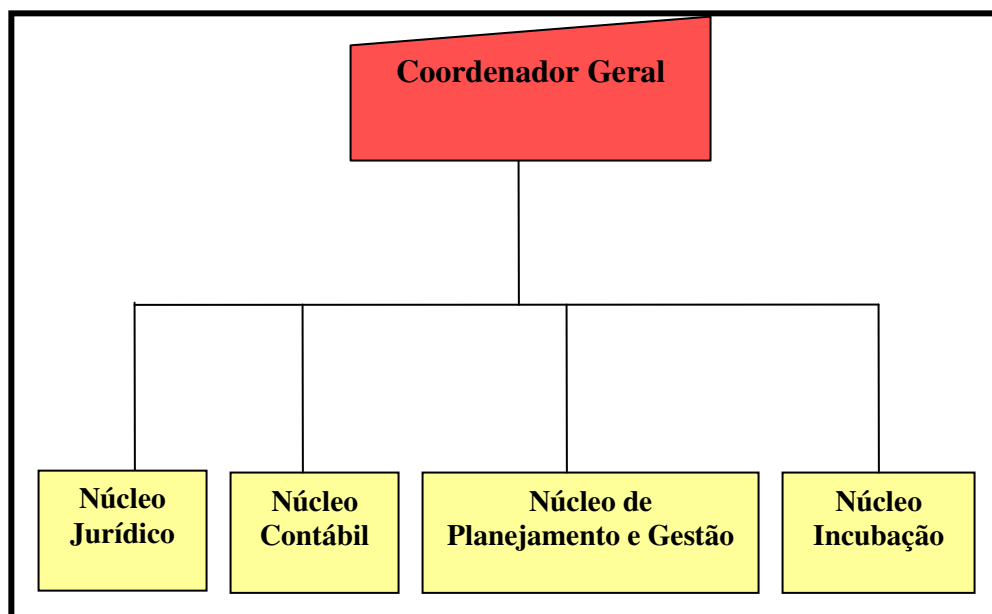 Coordenador Geral
Núcleo
Jurídico
Núcleo
Contábil
Núcleo de
Planejamento e Gestão
Núcleo
Incubação